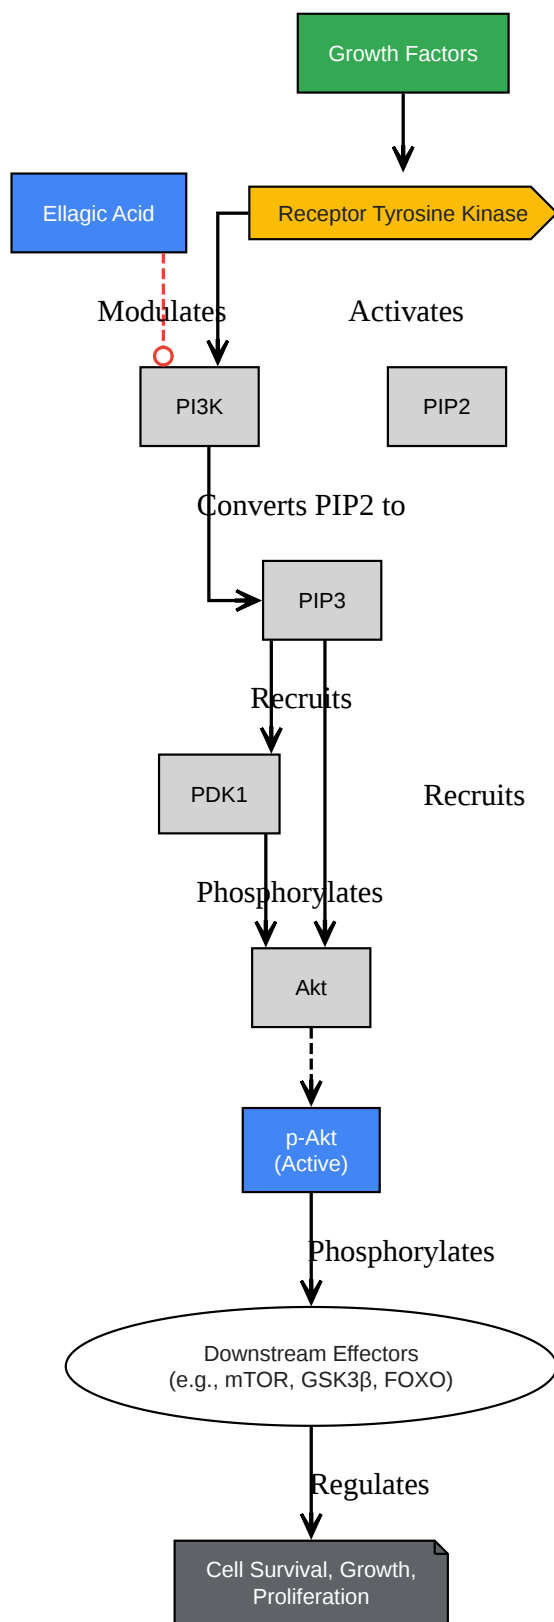 Growth Factors
Ellagic Acid
Receptor Tyrosine Kinase
Modulates
Activates
PI3K
PIP2
Converts PIP2 to
PIP3
Recruits
PDK1
Recruits
Phosphorylates
Akt
p-Akt
(Active)
Phosphorylates
Downstream Effectors
(e.g., mTOR, GSK3β, FOXO)
Regulates
Cell Survival, Growth,
Proliferation